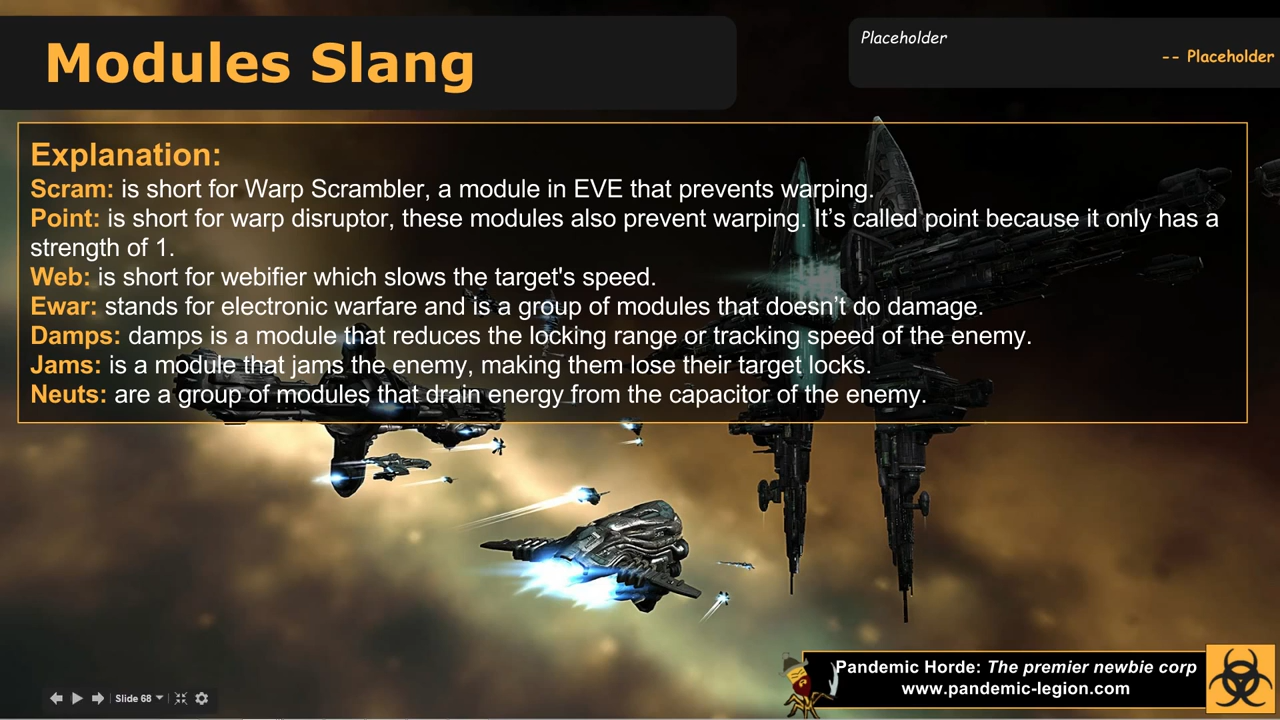 Modules Slang
Placeholder
-- Placeholder
Explanation:
Scram: is short for Warp Scrambler, a module in EVE that prevents warping.
Point: is short for warp disruptor, these modules also prevent warping. It’s called point because it only has a
strength of 1.
Web: is short for webifier which slows the target's speed.
Ewar: stands for electronic warfare and is a group of modules that doesn’t do damage.
Damps: damps is a module that reduces the locking range or tracking speed of the enemy.
Jams: is a module that jams the enemy, making them lose their target locks.
Neuts: are a group of modules that drain energy from the capacitor of the enemy.
Pandemic Horde: The premier newbie corp
www.pandemic-legion.com
Slide 68